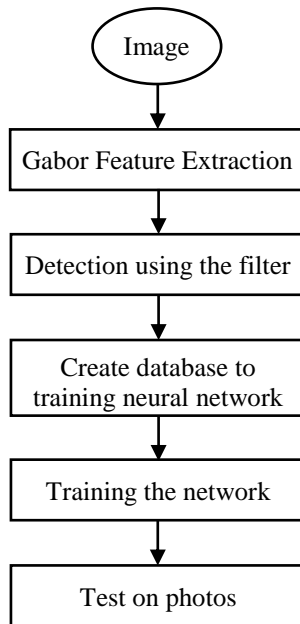 Image
Gabor Feature Extraction
Detection using the filter
Create database to
training neural network
Training the network
Test on photos